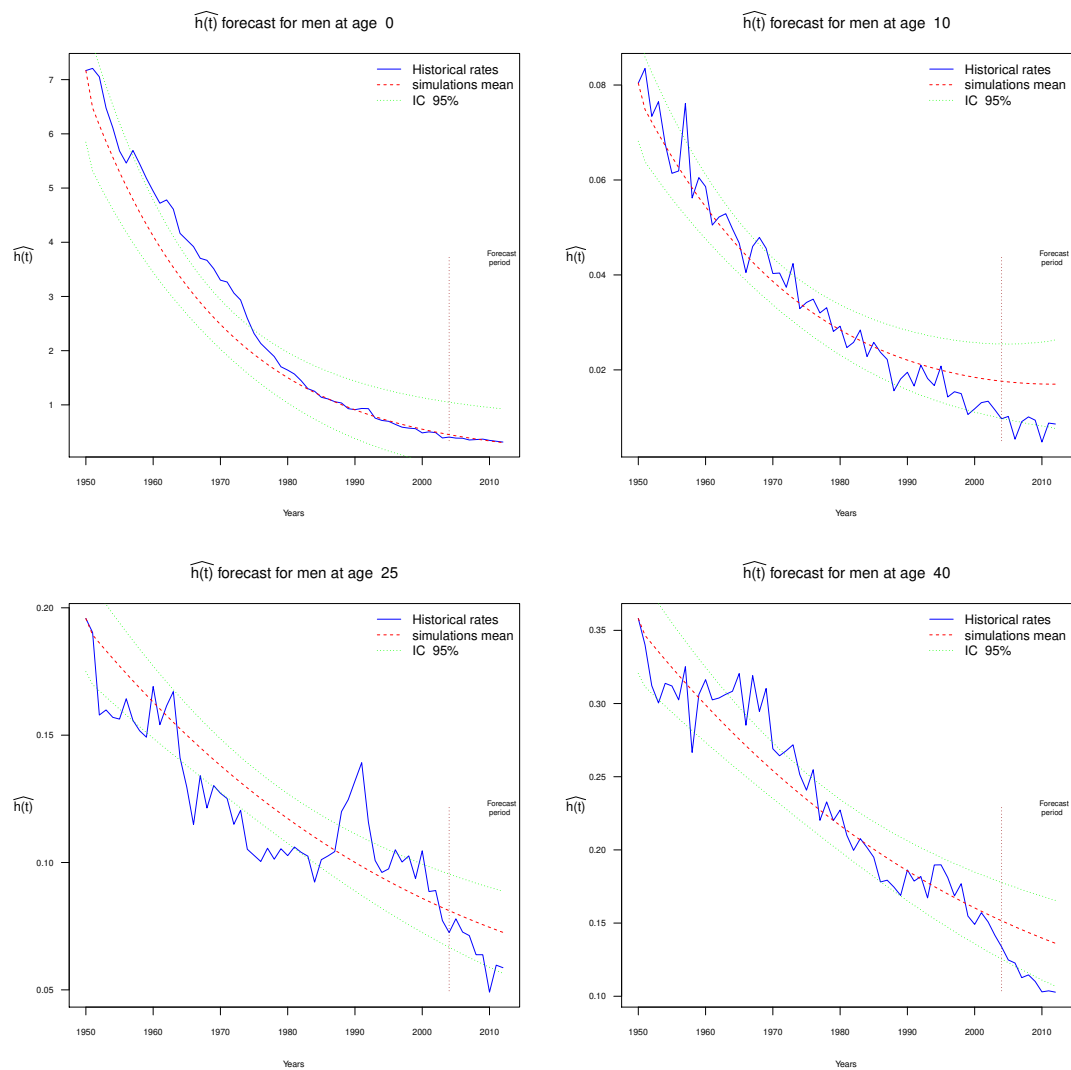 h(t) forecast for men at age 0
Historical rates
simulations mean
IC 95%
7
6
5
4
3
2
1
h(t)
Forecast
period
1950 1960 1970 1980 1990 2000 2010
Years
h(t) forecast for men at age 10
Historical rates
simulations mean
IC 95%
0.08
0.06
0.04
0.02
h(t)
Forecast
period
1950 1960 1970 1980 1990 2000 2010
Years
h(t) forecast for men at age 25
Historical rates
simulations mean
IC 95%
0.20
0.15
0.10
0.05
h(t)
Forecast
period
1950 1960 1970 1980 1990 2000 2010
Years
h(t) forecast for men at age 40
Historical rates
simulations mean
IC 95%
0.35
0.30
0.25
0.20
0.15
0.10
h(t)
Forecast
period
1950 1960 1970 1980 1990 2000 2010
Years